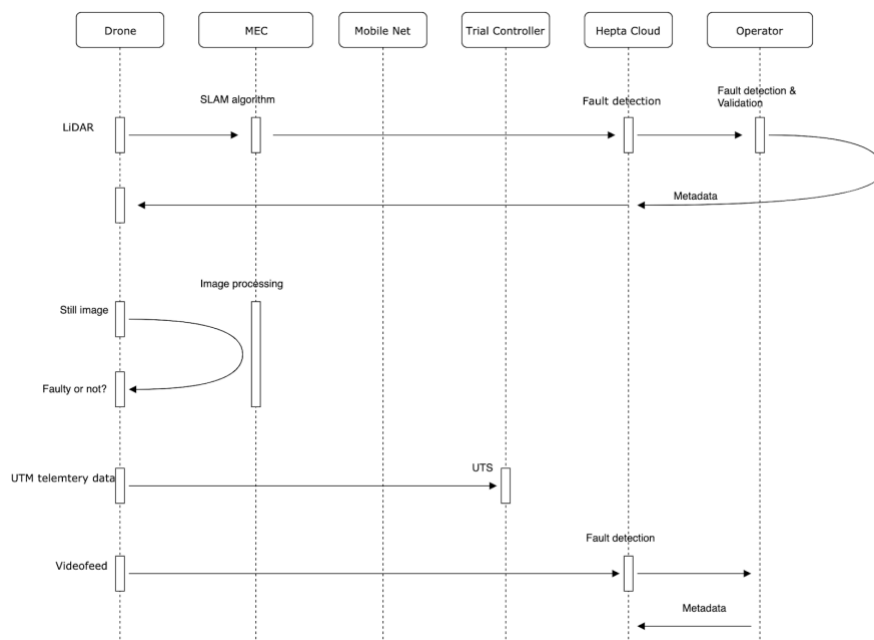 Drone
MEC
Mobile Net
Trial Controller
Hepta Cloud
Operator
SLAM algorithm
Fault detection
Fault detection &
Validation
LiDAR
Metadata
Image processing
Still image
Faulty or not?
UTS
UTM telemtery data
Fault detection
Videofeed
Metadata